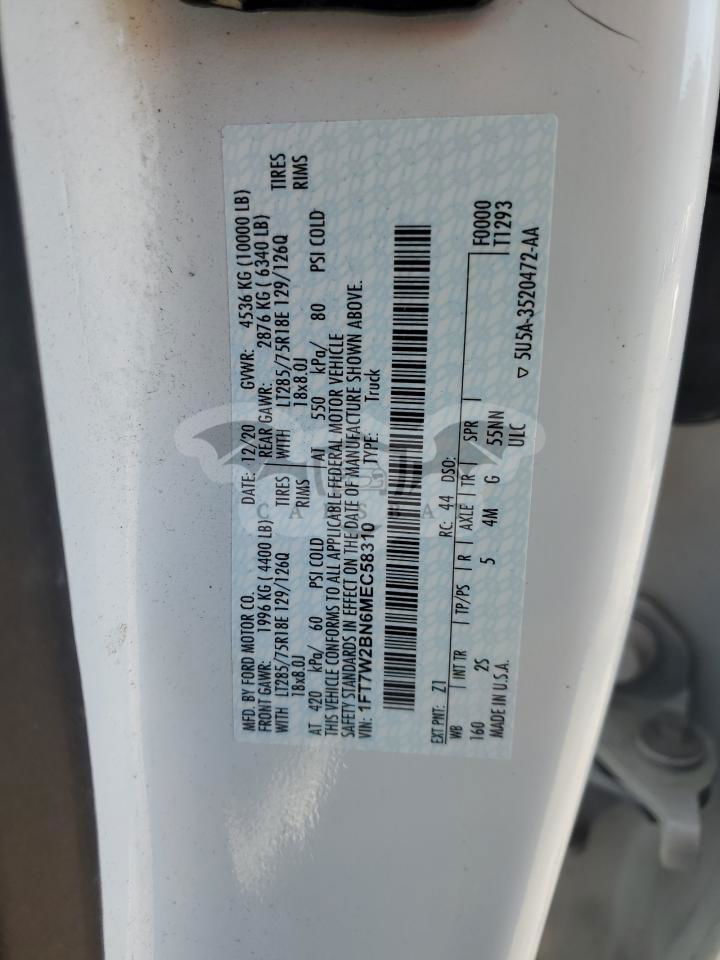 MFD. BY FORD MOTOR CO. DATE: 12/20 GVWR: 4536 KG (10000 LB)
FRONT GAWR: 1996 KG ( 4400 LB) REAR GAWR: 2876 KG ( 6340 LB)
WITH LT285/75R18E 129/126Q TIRES WITH LT285/75R18E 129/126Q TIRES
18x8.0J RIMS 18x8.0J RIMS
AT 420 kPa/ 60 PSI COLD AT 550 kPa/ 80 PSI COLD
THIS VEHICLE CONFORMS TO ALL APPLICABLE FEDERAL MOTOR VEHICLE
SAFETY STANDARDS IN EFFECT ON THE DATE OF MANUFACTURE SHOWN ABOVE.
VIN: 1FT7W2BN6MEC58310 TYPE: Truck
EXT PNT: Z1 RC: 44 DSO: F0000
WB INT TR TP/PS R AXLE TR SPR T1293
160 2S 5 4M G 55NN
MADE IN U.S.A. ULC
▽ 5U5A-3520472-AA
CARSBA